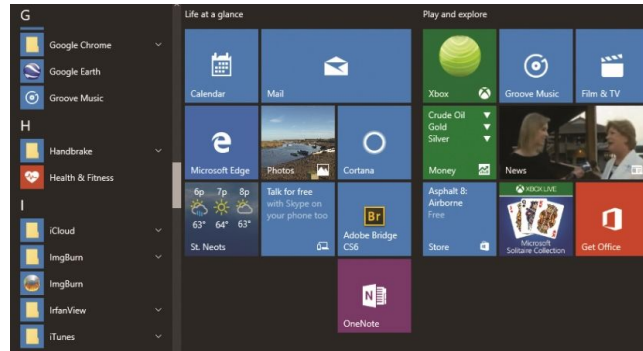 G
Google Chrome
Google Earth
Groove Music
H
Handbrake
Health & Fitness
I
iCloud
ImgBurn
ImgBurn
IrfanView
iTunes
Life at a glance
Calendar
Mail
Microsoft Edge
Photos
Cortana
6p 7p 8p
63° 64° 63°
St. Neots
Talk for free
with Skype on
your phone too
Br
Adobe Bridge
CS6
N
OneNote
Play and explore
Xbox
Groove Music
Film & TV
Crude Oil
Gold
Silver
Money
News
Asphalt 8:
Airborne
Free
Store
XBOX LIVE
Microsoft
Solitaire Collection
Get Office